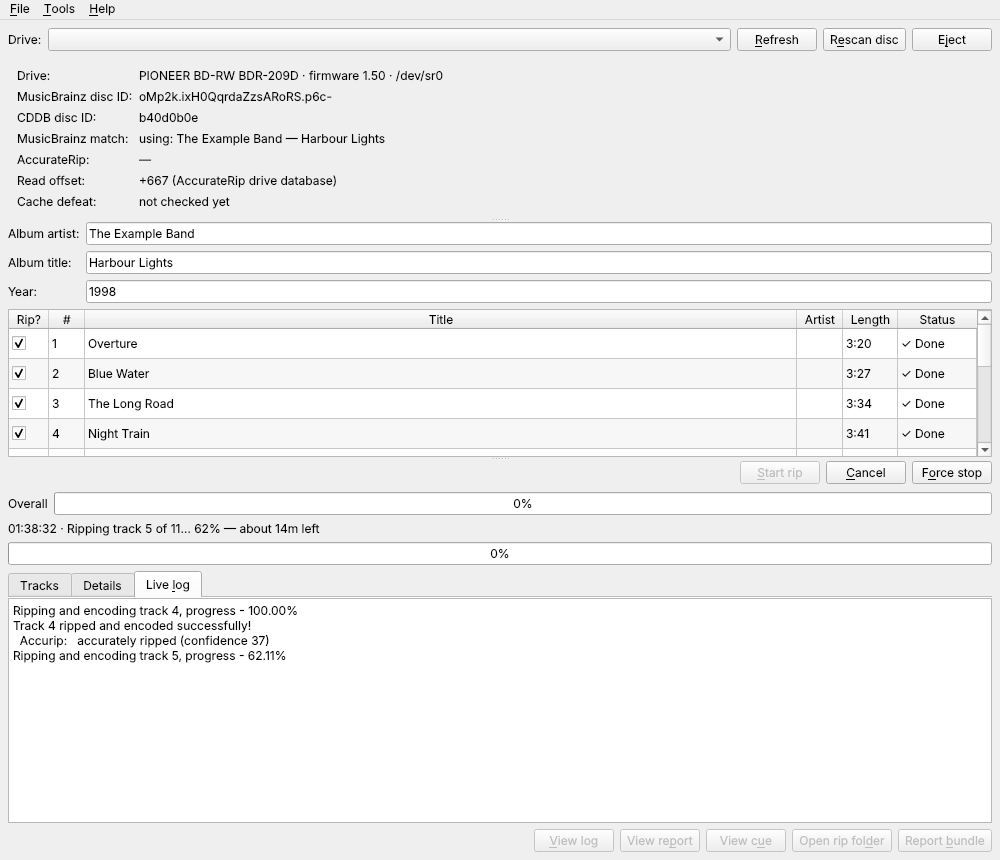 File Tools Help
Drive: Refresh Rescan disc Eject
Drive: PIONEER BD-RW BDR-209D · firmware 1.50 · /dev/sr0
MusicBrainz disc ID: oMp2k.ixH0QqrdaZzsARoRS.p6c-
CDDB disc ID: b40d0b0e
MusicBrainz match: using: The Example Band — Harbour Lights
AccurateRip: —
Read offset: +667 (AccurateRip drive database)
Cache defeat: not checked yet
Album artist: The Example Band
Album title: Harbour Lights
Year: 1998
Rip? # Title Artist Length Status
1 Overture 3:20 ✓ Done
2 Blue Water 3:27 ✓ Done
3 The Long Road 3:34 ✓ Done
4 Night Train 3:41 ✓ Done
Start rip Cancel Force stop
Overall 0%
01:38:32 · Ripping track 5 of 11... 62% — about 14m left
0%
Tracks Details Live log
Ripping and encoding track 4, progress - 100.00%
Track 4 ripped and encoded successfully!
Accurip: accurately ripped (confidence 37)
Ripping and encoding track 5, progress - 62.11%
View log View report View cue Open rip folder Report bundle